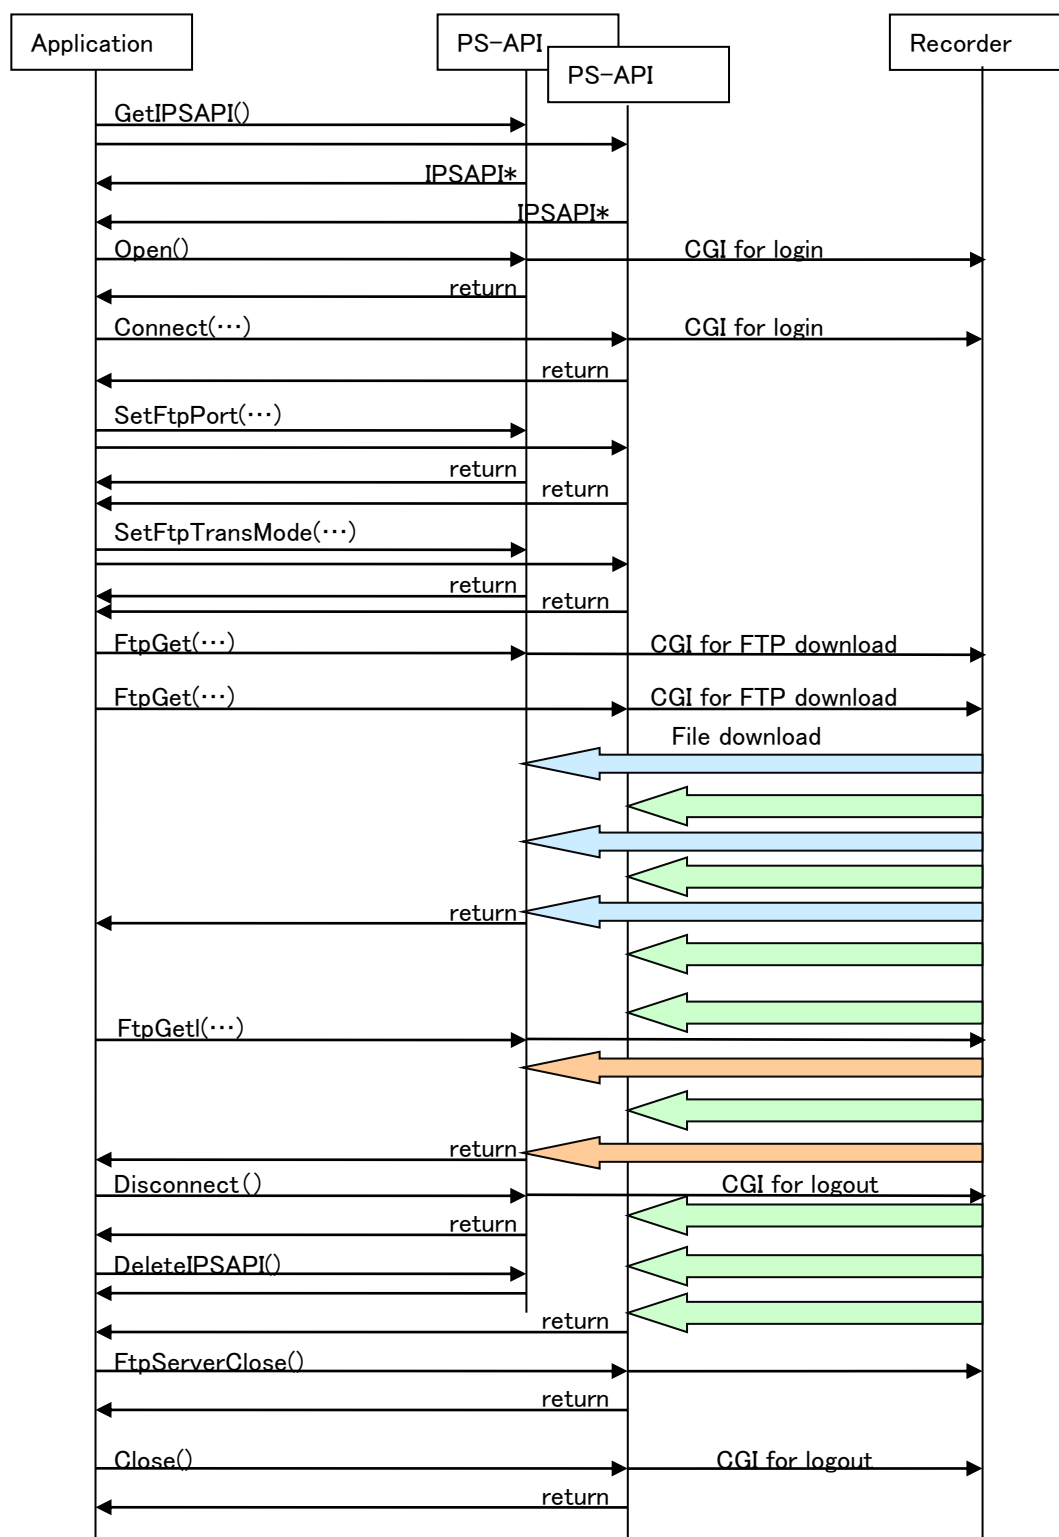 Application
PS-API
PS-API
Recorder
GetIPSAPI()
IPSAPI*
IPSAPI*
Open()
CGI for login
return
Connect(…)
CGI for login
return
SetFtpPort(…)
return
return
SetFtpTransMode(…)
return
return
FtpGet(…)
CGI for FTP download
FtpGet(…)
CGI for FTP download
File download
return
FtpGetl(…)
return
Disconnect()
CGI for logout
return
DeleteIPSAPI()
return
FtpServerClose()
return
Close()
CGI for logout
return